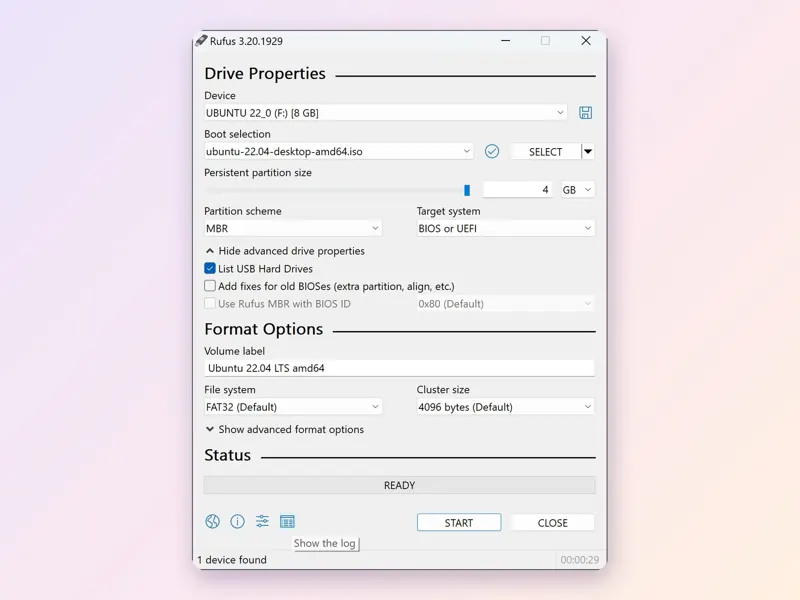 Rufus 3.20.1929
Drive Properties
Device
UBUNTU 22_0 (F:) [8 GB]
Boot selection
ubuntu-22.04-desktop-amd64.iso
SELECT
Persistent partition size
4 GB
Partition scheme Target system
MBR BIOS or UEFI
Hide advanced drive properties
List USB Hard Drives
Add fixes for old BIOSes (extra partition, align, etc.)
Use Rufus MBR with BIOS ID 0x80 (Default)
Format Options
Volume label
Ubuntu 22.04 LTS amd64
File system Cluster size
FAT32 (Default) 4096 bytes (Default)
Show advanced format options
Status
READY
START CLOSE
Show the log
1 device found 00:00:29